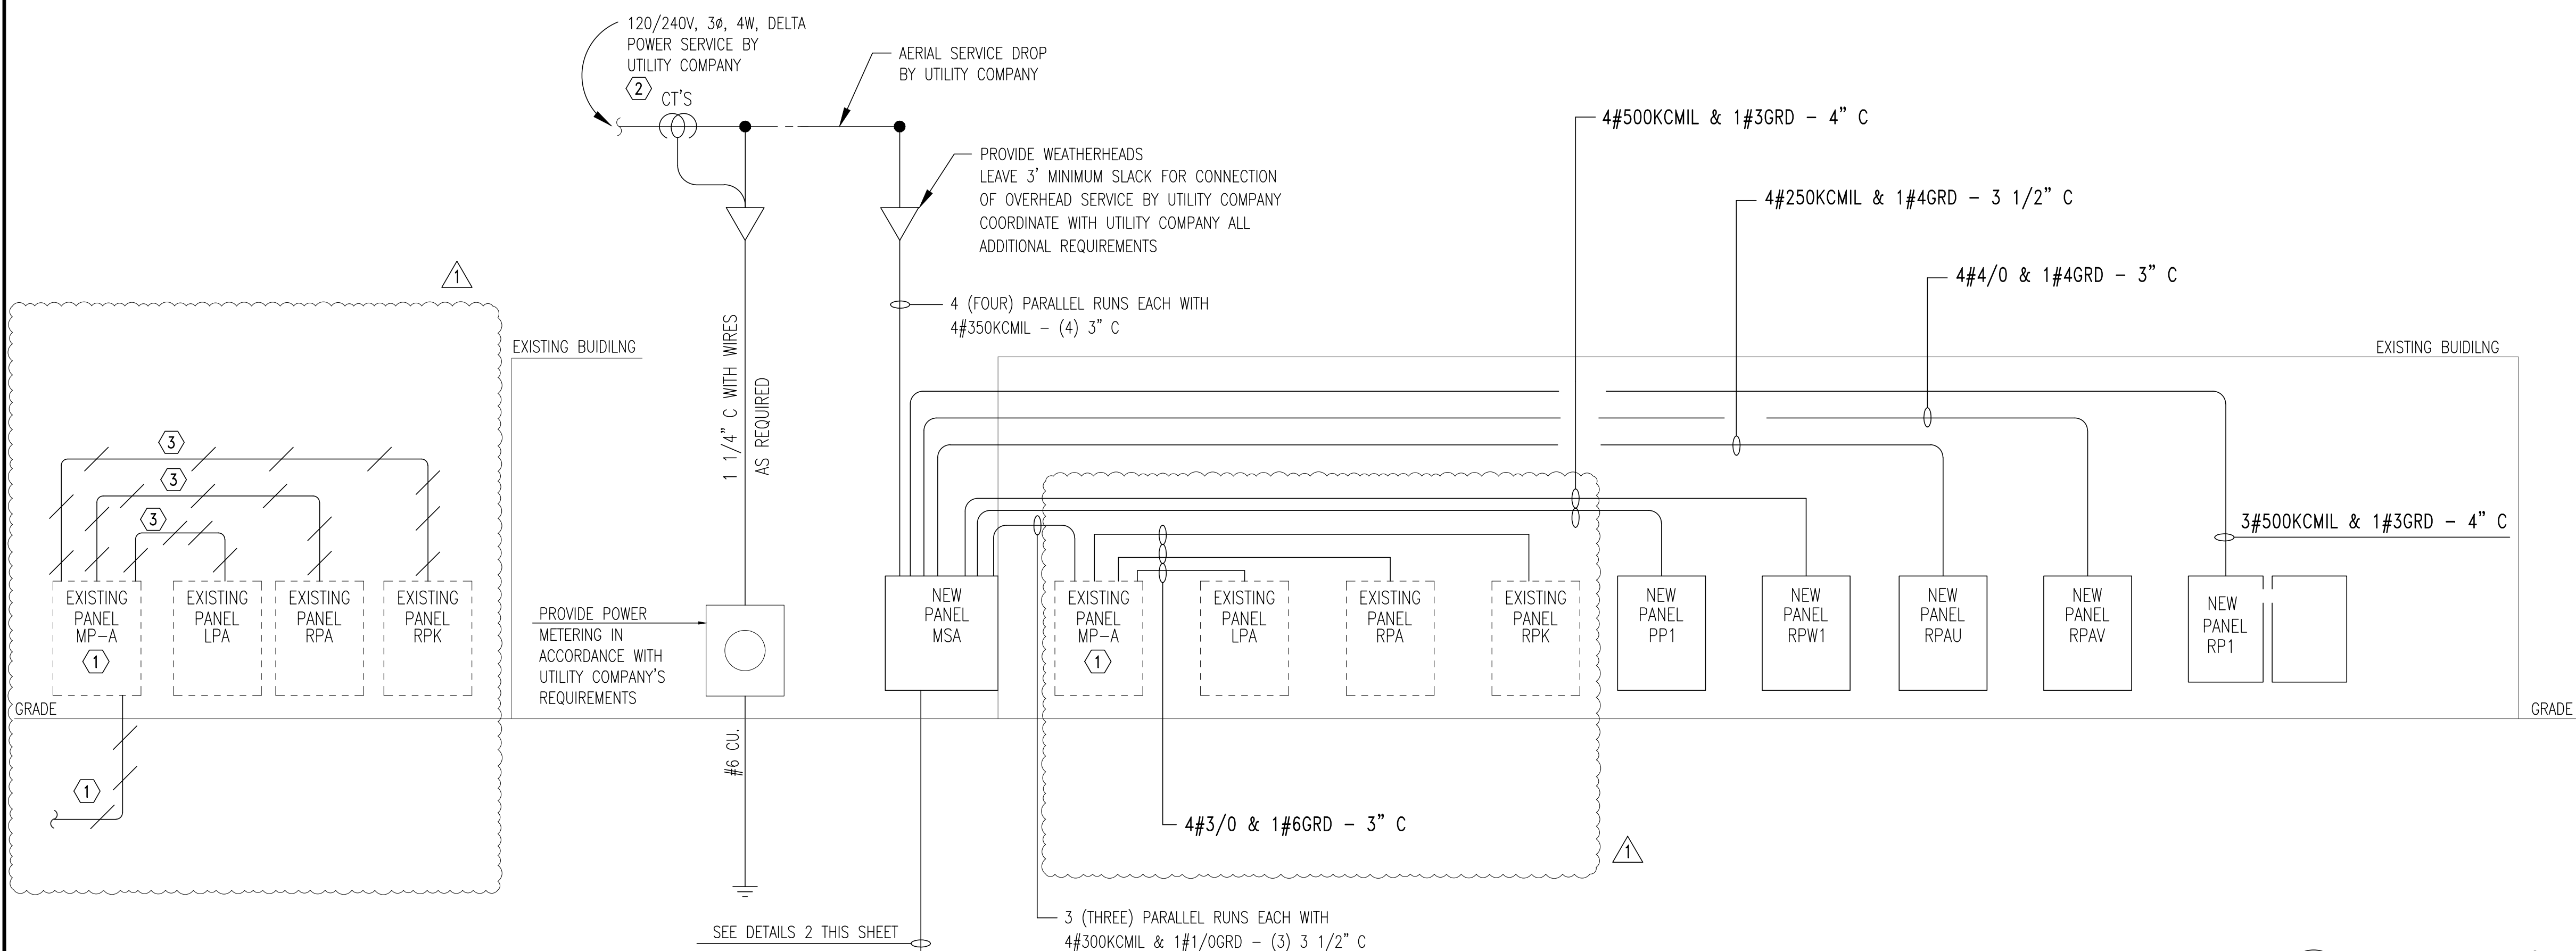 120/240V, 3ø, 4W, DELTA
POWER SERVICE BY
UTILITY COMPANY
2
CT'S
AERIAL SERVICE DROP
BY UTILITY COMPANY
PROVIDE WEATHERHEADS
LEAVE 3' MINIMUM SLACK FOR CONNECTION
OF OVERHEAD SERVICE BY UTILITY COMPANY
COORDINATE WITH UTILITY COMPANY ALL
ADDITIONAL REQUIREMENTS
4#500KCMIL & 1#3GRD - 4" C
4#250KCMIL & 1#4GRD - 3 1/2" C
4#4/0 & 1#4GRD - 3" C
1
4 (FOUR) PARALLEL RUNS EACH WITH
4#350KCMIL - (4) 3" C
EXISTING BUIDILNG
EXISTING BUIDILNG
1 1/4" C WITH WIRES
AS REQUIRED
3
3
3
3#500KCMIL & 1#3GRD - 4" C
EXISTING
PANEL
MP-A
1
EXISTING
PANEL
LPA
EXISTING
PANEL
RPA
EXISTING
PANEL
RPK
PROVIDE POWER
METERING IN
ACCORDANCE WITH
UTILITY COMPANY'S
REQUIREMENTS
NEW
PANEL
MSA
EXISTING
PANEL
MP-A
1
EXISTING
PANEL
LPA
EXISTING
PANEL
RPA
EXISTING
PANEL
RPK
NEW
PANEL
PP1
NEW
PANEL
RPW1
NEW
PANEL
RPAU
NEW
PANEL
RPAV
NEW
PANEL
RP1
GRADE
GRADE
#6 CU.
1
4#3/0 & 1#6GRD - 3" C
1
3 (THREE) PARALLEL RUNS EACH WITH
4#300KCMIL & 1#1/0GRD - (3) 3 1/2" C
SEE DETAILS 2 THIS SHEET